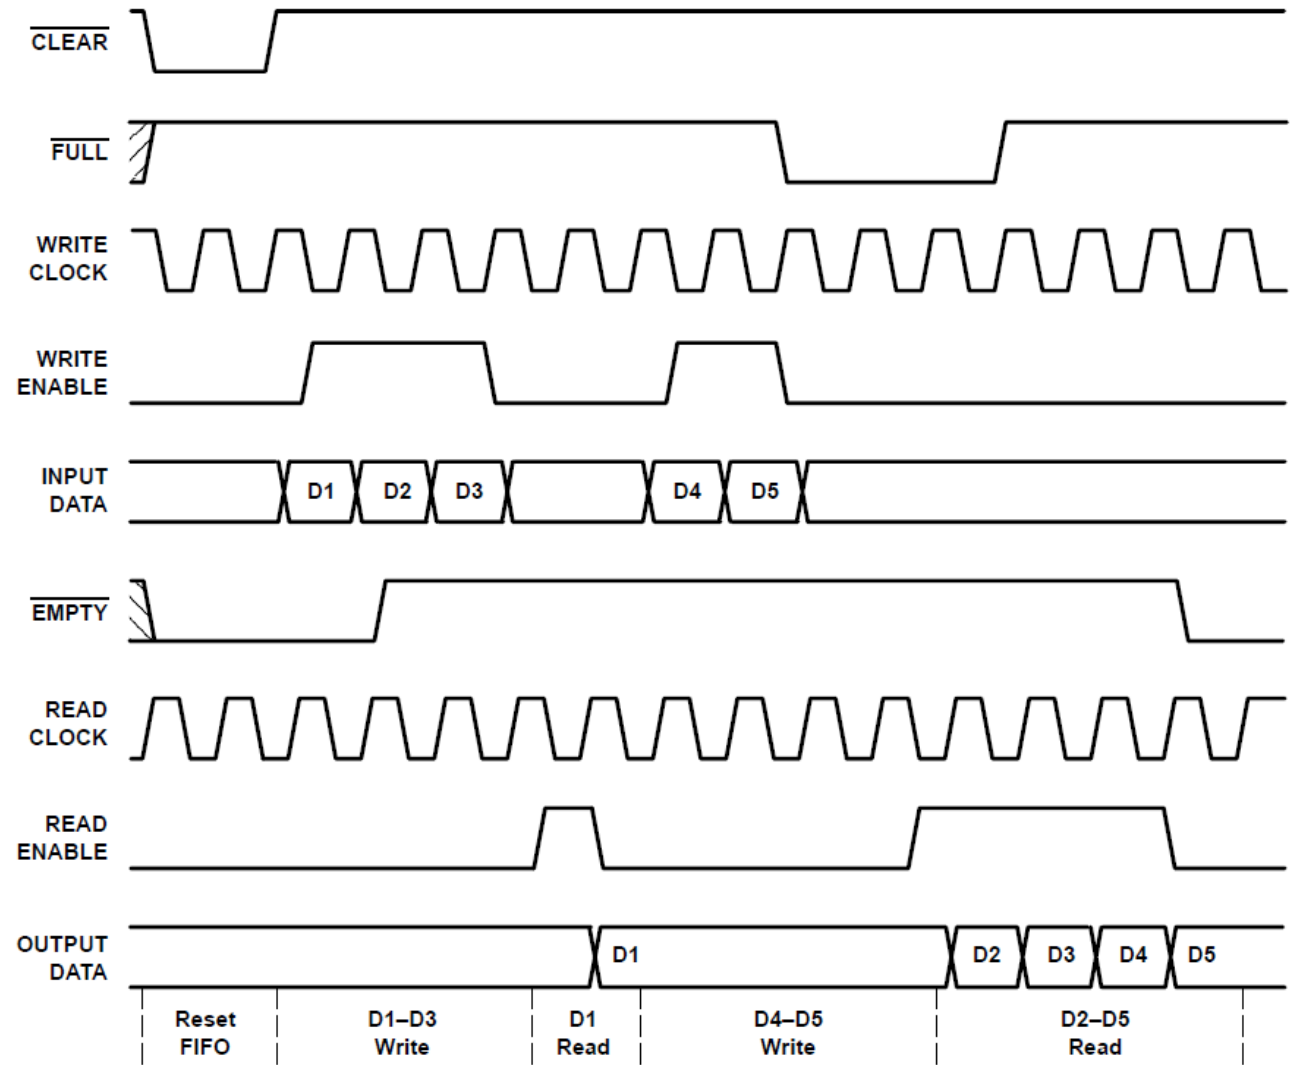 CLEAR
FULL
WRITE
CLOCK
WRITE
ENABLE
INPUT
DATA
D1 D2 D3 D4 D5
EMPTY
READ
CLOCK
READ
ENABLE
OUTPUT
DATA
D1 D2 D3 D4 D5
Reset
FIFO
D1–D3
Write
D1
Read
D4–D5
Write
D2–D5
Read